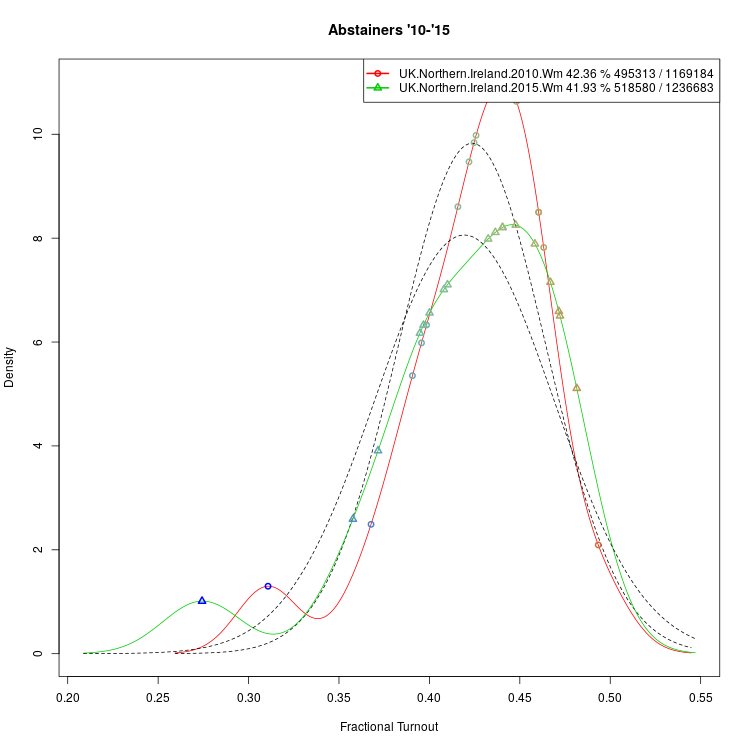 Abstainers '10-'15
UK.Northern.Ireland.2010.Wm 42.36 % 495313 / 1169184
UK.Northern.Ireland.2015.Wm 41.93 % 518580 / 1236683
Density
10
8
6
4
2
0
0.20 0.25 0.30 0.35 0.40 0.45 0.50 0.55
Fractional Turnout